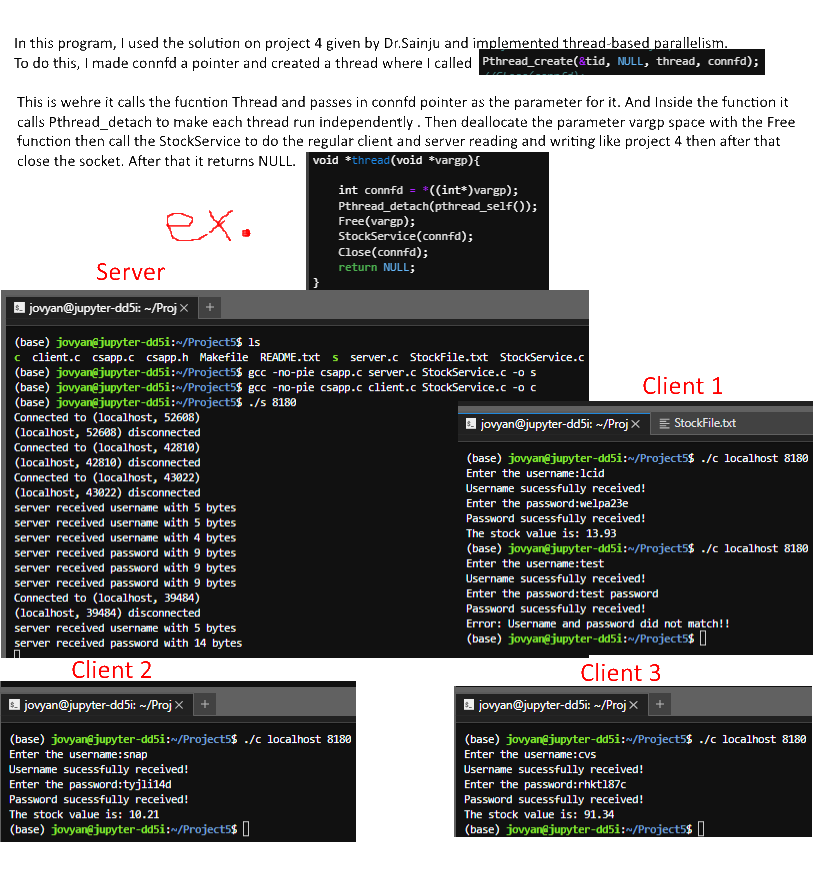 In this program, I used the solution on project 4 given by Dr.Sainju and implemented thread-based parallelism.
To do this, I made connfd a pointer and created a thread where I called Pthread_create(&tid, NULL, thread, connfd);
This is wehre it calls the fucntion Thread and passes in connfd pointer as the parameter for it. And Inside the function it
calls Pthread_detach to make each thread run independently . Then deallocate the parameter vargp space with the Free
function then call the StockService to do the regular client and server reading and writing like project 4 then after that
close the socket. After that it returns NULL.
void *thread(void *vargp){
int connfd = *((int*)vargp);
Pthread_detach(pthread_self());
Free(vargp);
StockService(connfd);
Close(connfd);
return NULL;
}
ex.
Server
jovyan@jupyter-dd5i: ~/Proj × +
(base) jovyan@jupyter-dd5i:~/Project5$ ls
c client.c csapp.c csapp.h Makefile README.txt s server.c StockFile.txt StockService.c
(base) jovyan@jupyter-dd5i:~/Project5$ gcc -no-pie csapp.c server.c StockService.c -o s
(base) jovyan@jupyter-dd5i:~/Project5$ gcc -no-pie csapp.c client.c StockService.c -o c
(base) jovyan@jupyter-dd5i:~/Project5$ ./s 8180
Connected to (localhost, 52608)
(localhost, 52608) disconnected
Connected to (localhost, 42810)
(localhost, 42810) disconnected
Connected to (localhost, 43022)
(localhost, 43022) disconnected
server received username with 5 bytes
server received username with 5 bytes
server received username with 4 bytes
server received password with 9 bytes
server received password with 9 bytes
server received password with 9 bytes
Connected to (localhost, 39484)
(localhost, 39484) disconnected
server received username with 5 bytes
server received password with 14 bytes
Client 1
jovyan@jupyter-dd5i: ~/Proj × StockFile.txt
(base) jovyan@jupyter-dd5i:~/Project5$ ./c localhost 8180
Enter the username:lcid
Username sucessfully received!
Enter the password:welpa23e
Password sucessfully received!
The stock value is: 13.93
(base) jovyan@jupyter-dd5i:~/Project5$ ./c localhost 8180
Enter the username:test
Username sucessfully received!
Enter the password:test password
Password sucessfully received!
Error: Username and password did not match!!
(base) jovyan@jupyter-dd5i:~/Project5$
Client 2
jovyan@jupyter-dd5i: ~/Proj × +
(base) jovyan@jupyter-dd5i:~/Project5$ ./c localhost 8180
Enter the username:snap
Username sucessfully received!
Enter the password:tyjli14d
Password sucessfully received!
The stock value is: 10.21
(base) jovyan@jupyter-dd5i:~/Project5$
Client 3
jovyan@jupyter-dd5i: ~/Proj × +
(base) jovyan@jupyter-dd5i:~/Project5$ ./c localhost 8180
Enter the username:cvs
Username sucessfully received!
Enter the password:rhktl87c
Password sucessfully received!
The stock value is: 91.34
(base) jovyan@jupyter-dd5i:~/Project5$